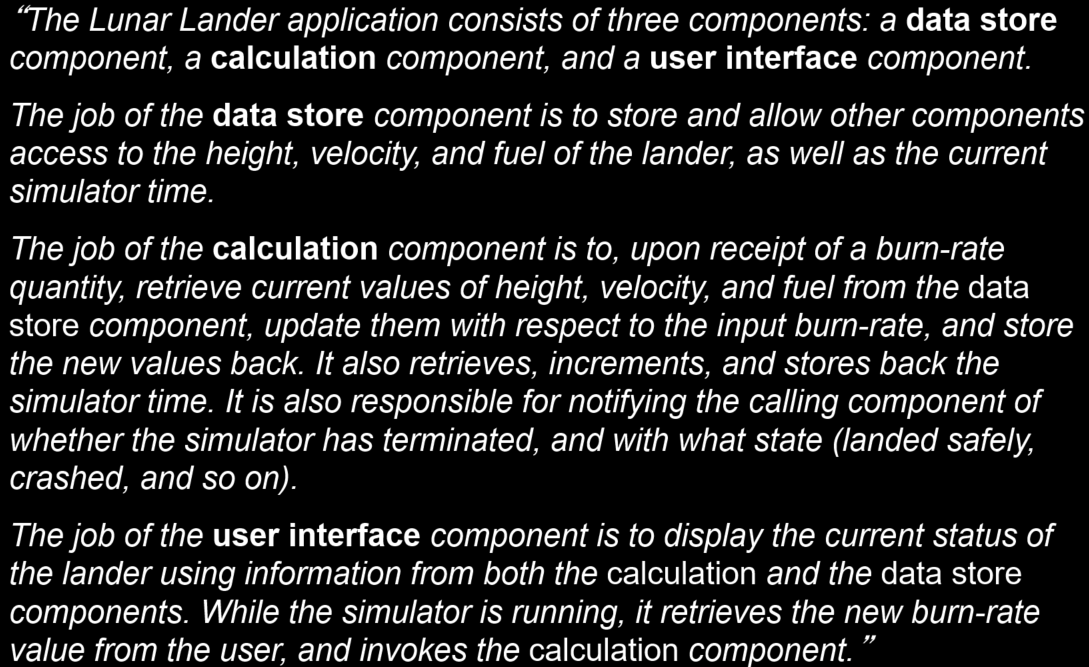 “The Lunar Lander application consists of three components: a data store
component, a calculation component, and a user interface component.
The job of the data store component is to store and allow other components
access to the height, velocity, and fuel of the lander, as well as the current
simulator time.
The job of the calculation component is to, upon receipt of a burn-rate
quantity, retrieve current values of height, velocity, and fuel from the data
store component, update them with respect to the input burn-rate, and store
the new values back. It also retrieves, increments, and stores back the
simulator time. It is also responsible for notifying the calling component of
whether the simulator has terminated, and with what state (landed safely,
crashed, and so on).
The job of the user interface component is to display the current status of
the lander using information from both the calculation and the data store
components. While the simulator is running, it retrieves the new burn-rate
value from the user, and invokes the calculation component.”